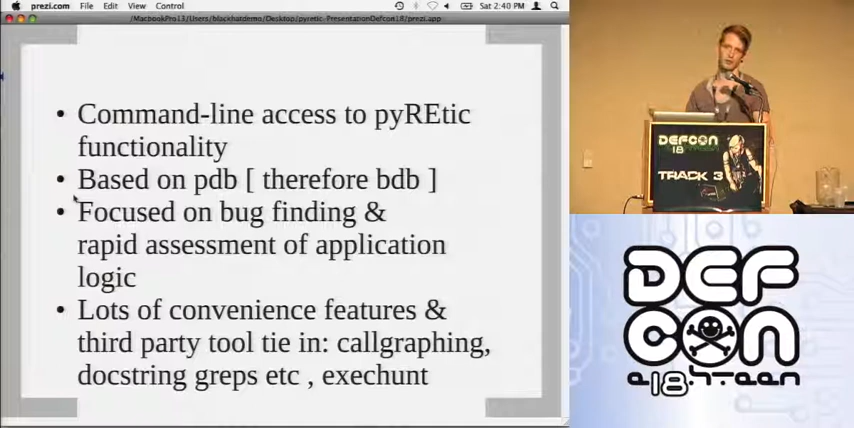 prezi.com File Edit View Control
Sat 2:40 PM
/MacbookPro13/Users/blackhatdemo/Desktop/pyretic-PresentationDefcon18/prezi.app
• Command-line access to pyREtic
functionality
• Based on pdb [ therefore bdb ]
• Focused on bug finding &
rapid assessment of application
logic
• Lots of convenience features &
third party tool tie in: callgraphing,
docstring greps etc , exechunt
DEFCON
18
TRACK 3
DEF
CON
e18.h-teen